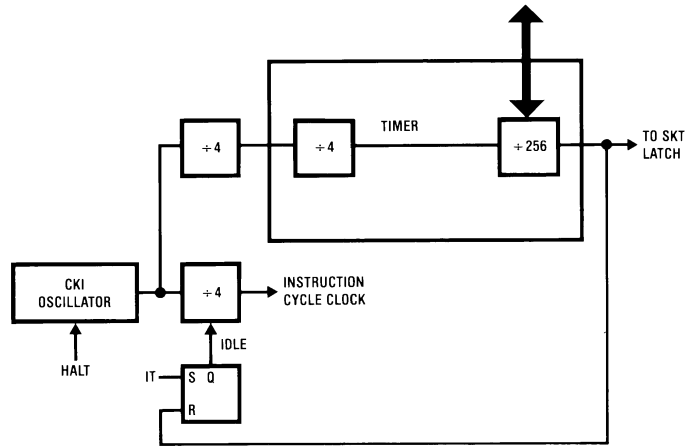 TIMER
÷4
÷4
÷256
TO SKT
LATCH
CKI
OSCILLATOR
÷4
INSTRUCTION
CYCLE CLOCK
HALT
IDLE
IT
S Q
R